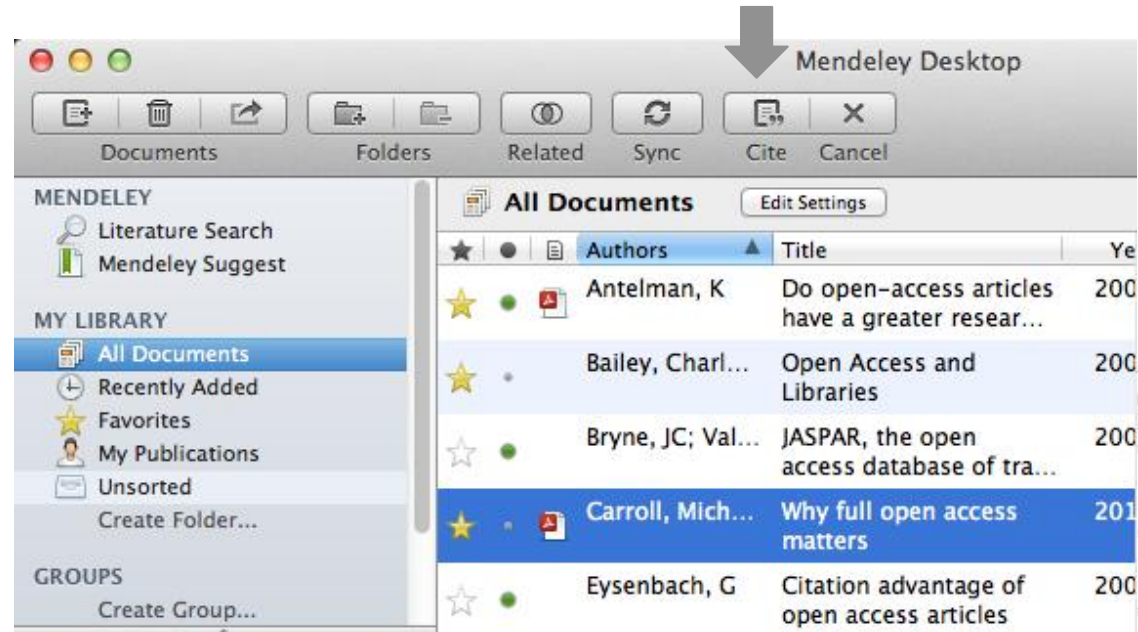 Mendeley Desktop
Documents Folders Related Sync Cite Cancel
MENDELEY
Literature Search
Mendeley Suggest
MY LIBRARY
All Documents
Recently Added
Favorites
My Publications
Unsorted
Create Folder...
GROUPS
Create Group...
All Documents Edit Settings
Authors Title Ye
Antelman, K Do open-access articles 200
have a greater resear...
Bailey, Charl... Open Access and 200
Libraries
Bryne, JC; Val... JASPAR, the open 200
access database of tra...
Carroll, Mich... Why full open access 201
matters
Eysenbach, G Citation advantage of 200
open access articles